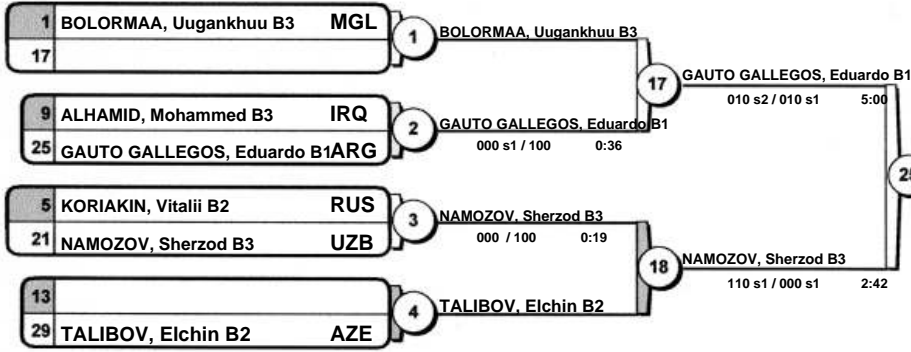 1 BOLORMAA, Uugankhuu B3 MGL
17
1
BOLORMAA, Uugankhuu B3
9 ALHAMID, Mohammed B3 IRQ
25 GAUTO GALLEGOS, Eduardo B1 ARG
2
GAUTO GALLEGOS, Eduardo B1
000 s1 / 100 0:36
17
GAUTO GALLEGOS, Eduardo B1
010 s2 / 010 s1 5:00
5 KORIAKIN, Vitalii B2 RUS
21 NAMOZOV, Sherzod B3 UZB
3
NAMOZOV, Sherzod B3
000 / 100 0:19
13
29 TALIBOV, Elchin B2 AZE
4
TALIBOV, Elchin B2
18
NAMOZOV, Sherzod B3
110 s1 / 000 s1 2:42
25